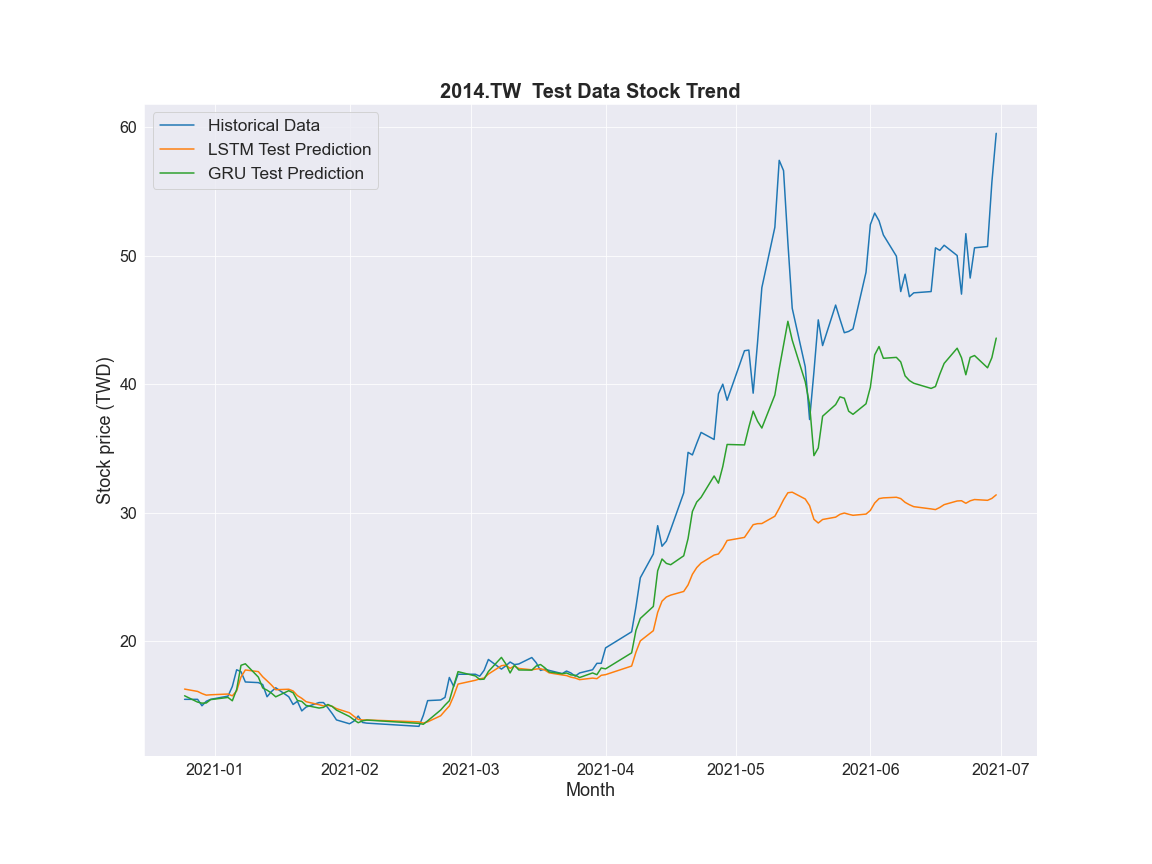 2014.TW  Test Data Stock Trend
Historical Data
LSTM Test Prediction
GRU Test Prediction
Stock price (TWD)
60
50
40
30
20
2021-01
2021-02
2021-03
2021-04
2021-05
2021-06
2021-07
Month